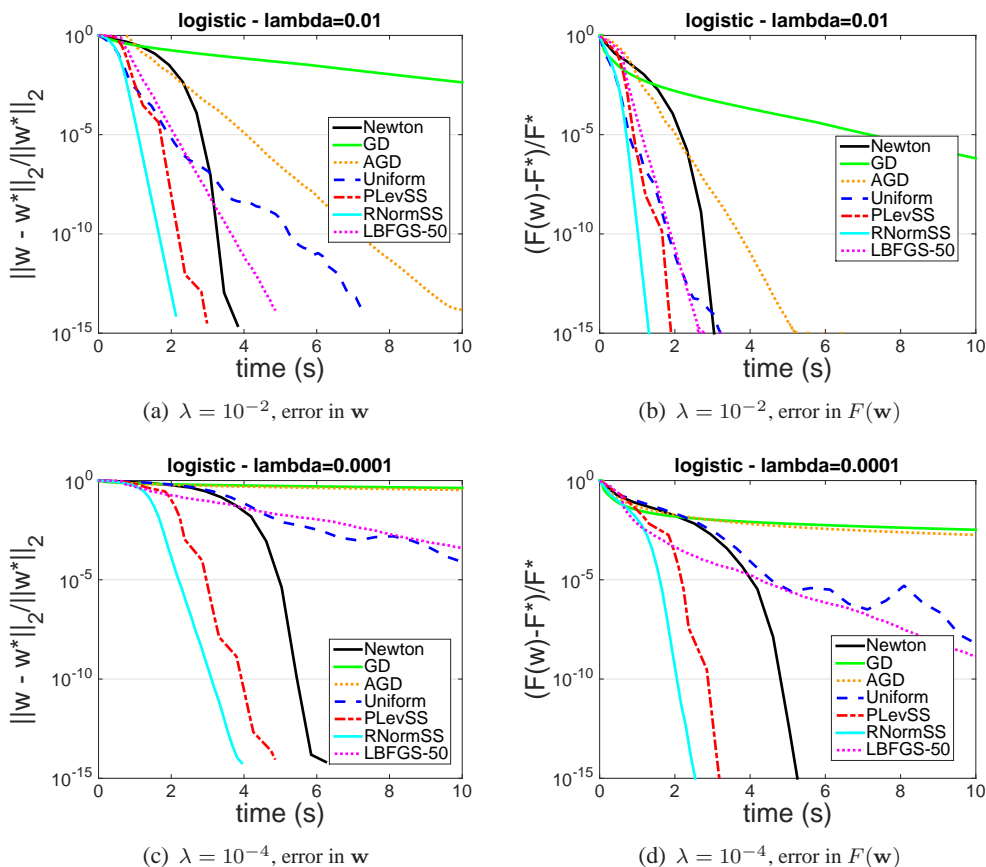 logistic - lambda=0.01
||w - w*||_2/||w*||_2
10^0
10^-5
10^-10
10^-15
0 2 4 6 8 10
time (s)
Newton
GD
AGD
Uniform
PLevSS
RNormSS
LBFGS-50
(a) λ = 10^−2, error in w
logistic - lambda=0.01
(F(w)-F*)/F*
10^0
10^-5
10^-10
10^-15
0 2 4 6 8 10
time (s)
Newton
GD
AGD
Uniform
PLevSS
RNormSS
LBFGS-50
(b) λ = 10^−2, error in F(w)
logistic - lambda=0.0001
||w - w*||_2/||w*||_2
10^0
10^-5
10^-10
10^-15
0 2 4 6 8 10
time (s)
Newton
GD
AGD
Uniform
PLevSS
RNormSS
LBFGS-50
(c) λ = 10^−4, error in w
logistic - lambda=0.0001
(F(w)-F*)/F*
10^0
10^-5
10^-10
10^-15
0 2 4 6 8 10
time (s)
Newton
GD
AGD
Uniform
PLevSS
RNormSS
LBFGS-50
(d) λ = 10^−4, error in F(w)